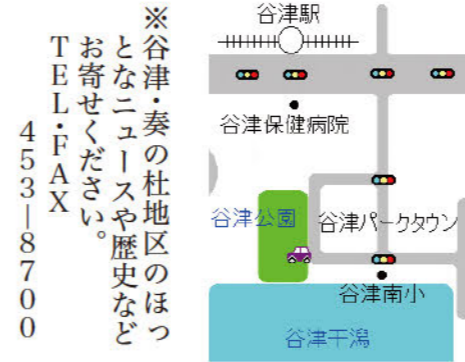 ※谷津・奏の杜地区のほっ
となニュースや歴史など
お寄せください。
TEL・FAX
453―8700
谷津駅
谷津保健病院
谷津公園
谷津パークタウン
谷津南小
谷津干潟